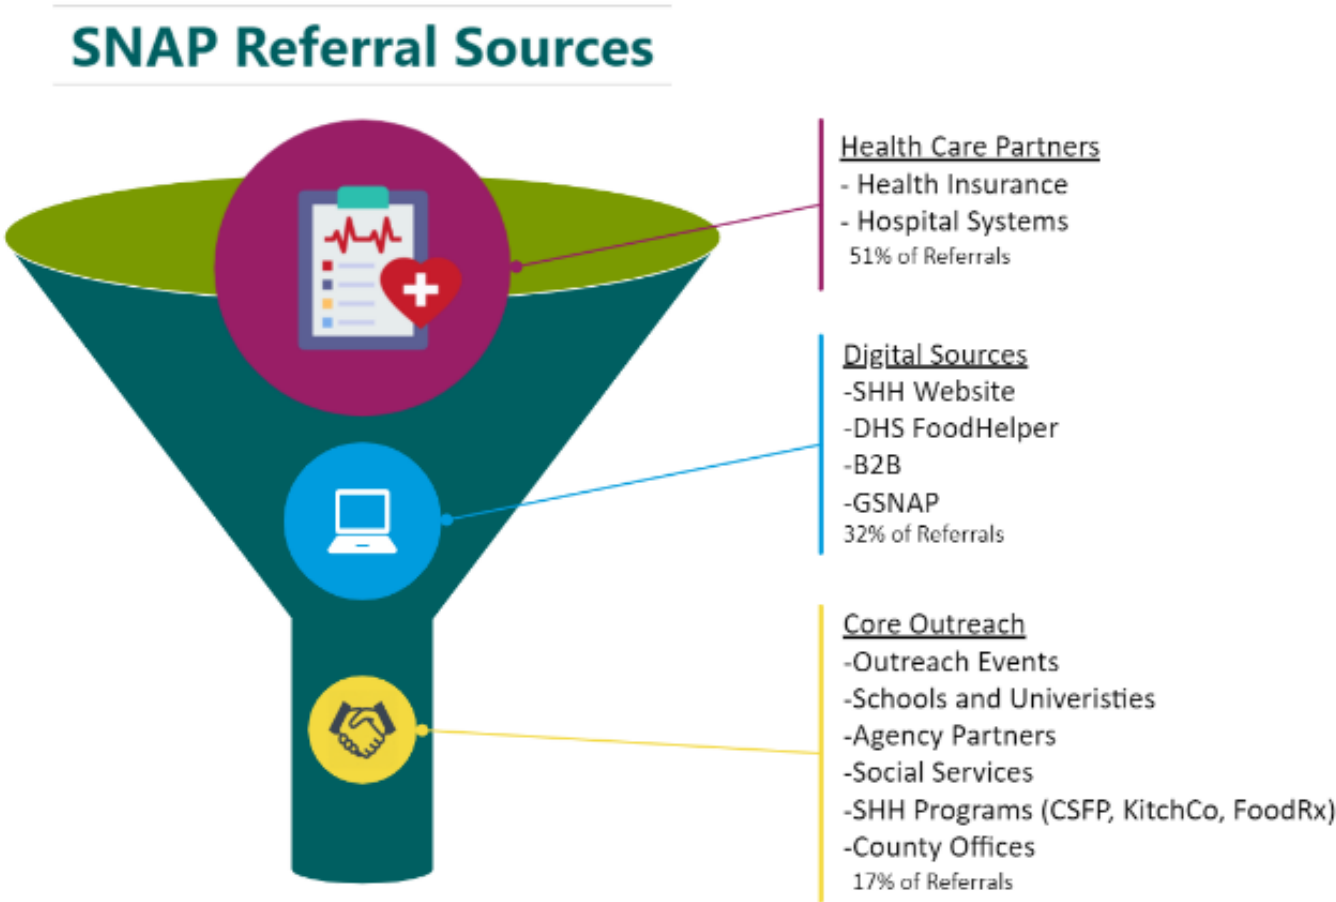 SNAP Referral Sources
Health Care Partners
- Health Insurance
- Hospital Systems
51% of Referrals
Digital Sources
-SHH Website
-DHS FoodHelper
-B2B
-GSNAP
32% of Referrals
Core Outreach
-Outreach Events
-Schools and Univeristies
-Agency Partners
-Social Services
-SHH Programs (CSFP, KitchCo, FoodRx)
-County Offices
17% of Referrals